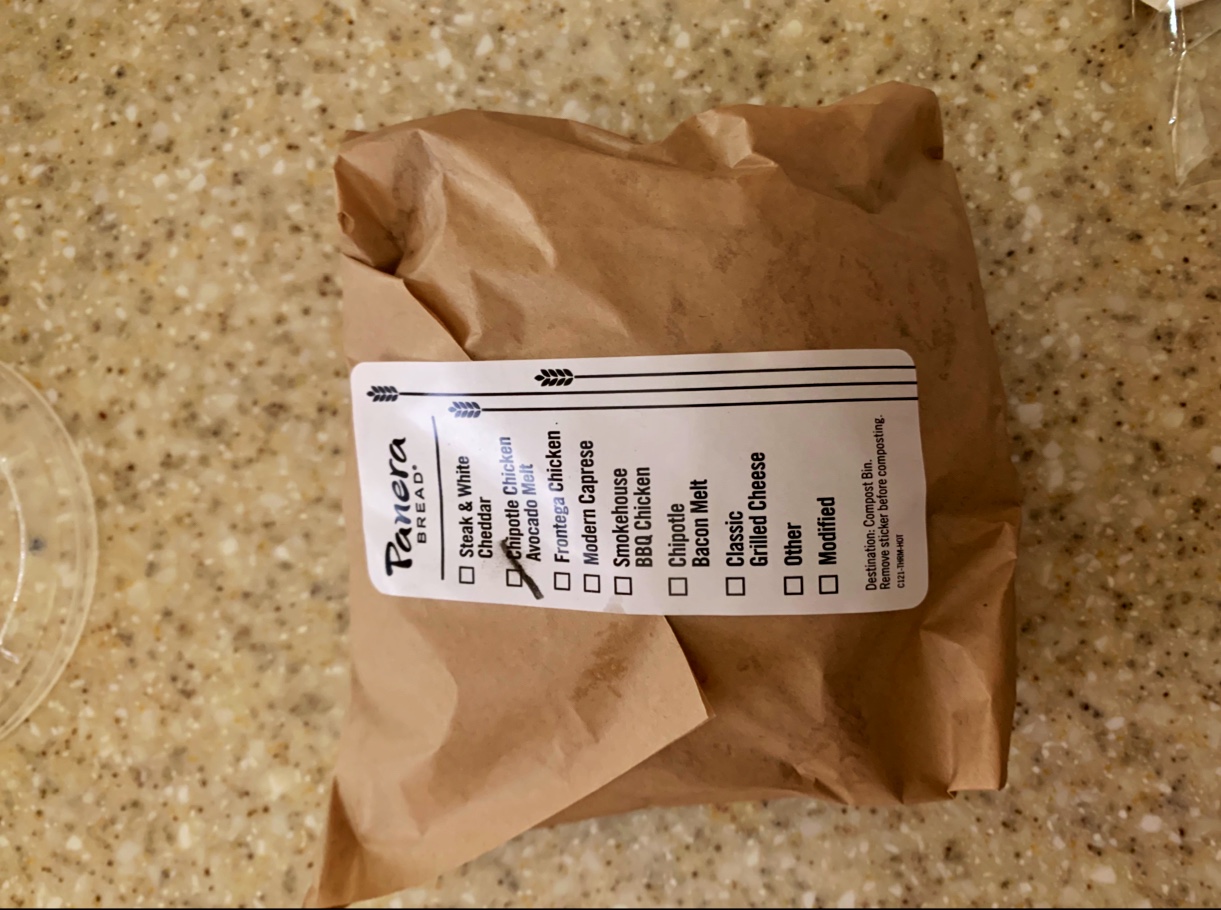 Panera
BREAD®
☐ Steak & White
Cheddar
☐ Chipotle Chicken
Avocado Melt
☐ Frontega Chicken
☐ Modern Caprese
☐ Smokehouse
BBQ Chicken
☐ Chipotle
Bacon Melt
☐ Classic
Grilled Cheese
☐ Other
☐ Modified
Destination: Compost Bin.
Remove sticker before composting.
C121-THRM-HOT